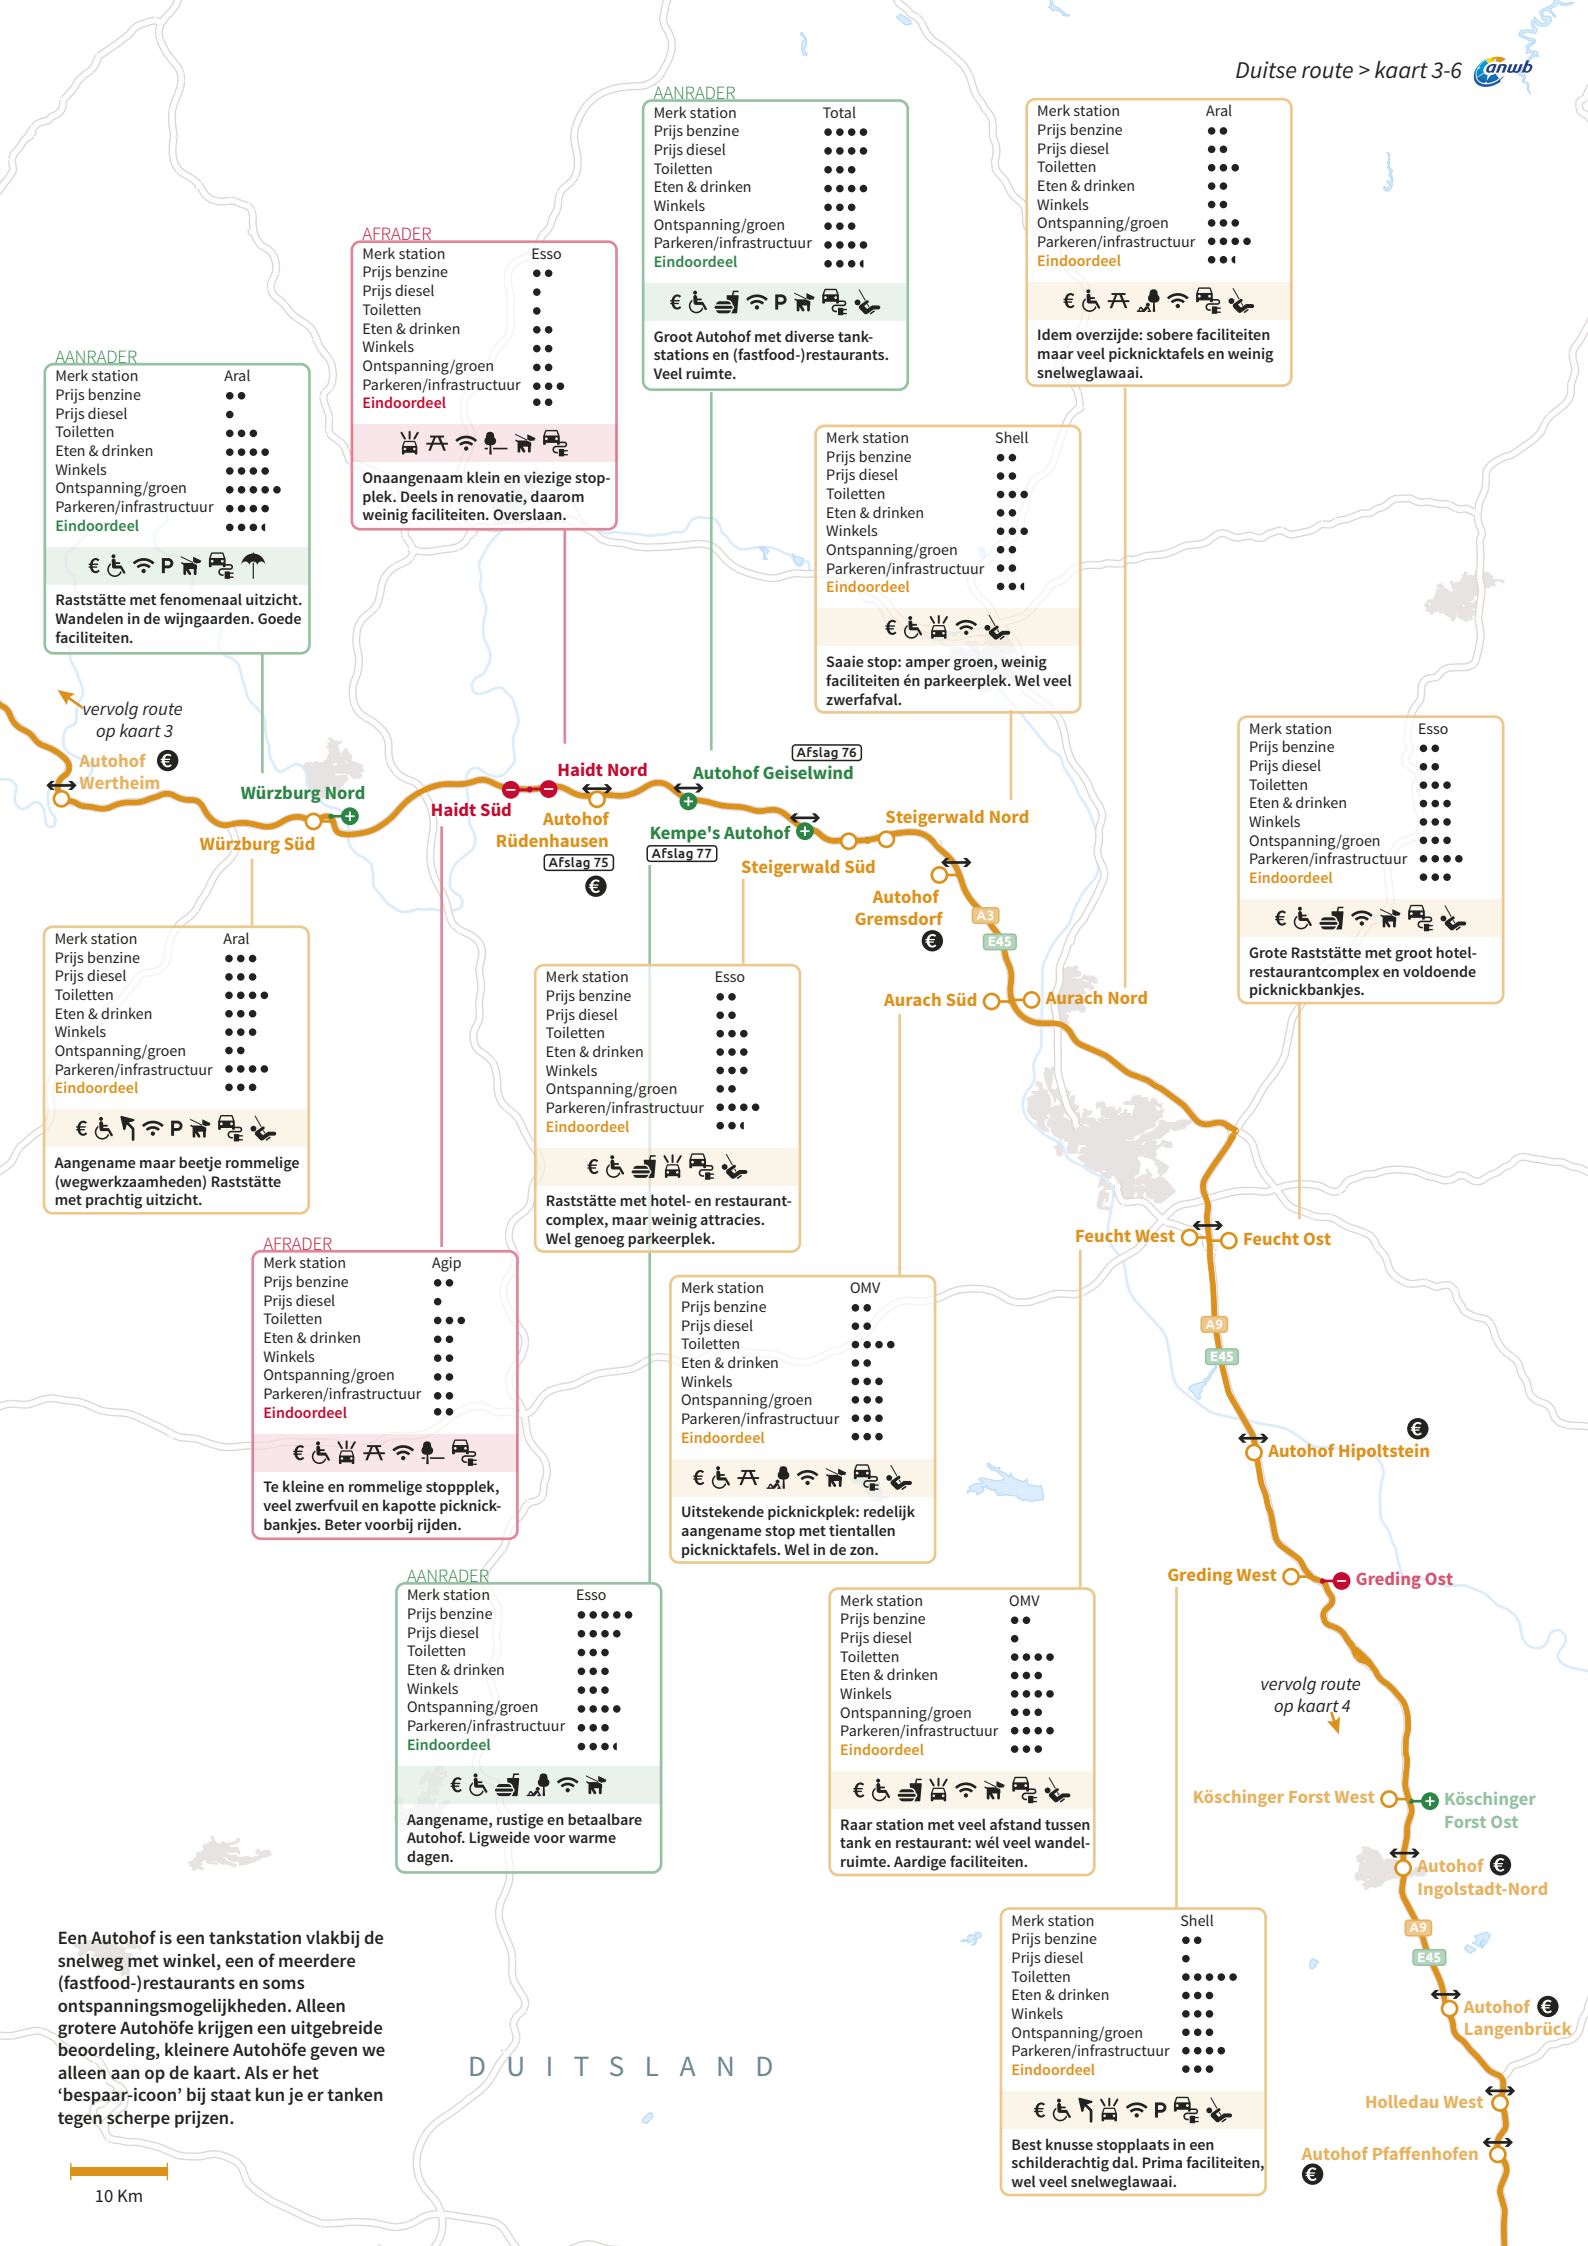 Duitse route > kaart 3-6
anwb
AANRADER
Merk station Total
Prijs benzine
Prijs diesel
Toiletten
Eten & drinken
Winkels
Ontspanning/groen
Parkeren/infrastructuur
Eindoordeel
€ P
Groot Autohof met diverse tank-
stations en (fastfood-)restaurants.
Veel ruimte.
Merk station Aral
Prijs benzine
Prijs diesel
Toiletten
Eten & drinken
Winkels
Ontspanning/groen
Parkeren/infrastructuur
Eindoordeel
€
Idem overzijde: sobere faciliteiten
maar veel picknicktafels en weinig
snelweglawaai.
AFRADER
Merk station Esso
Prijs benzine
Prijs diesel
Toiletten
Eten & drinken
Winkels
Ontspanning/groen
Parkeren/infrastructuur
Eindoordeel
Onaangenaam klein en viezige stop-
plek. Deels in renovatie, daarom
weinig faciliteiten. Overslaan.
AANRADER
Merk station Aral
Prijs benzine
Prijs diesel
Toiletten
Eten & drinken
Winkels
Ontspanning/groen
Parkeren/infrastructuur
Eindoordeel
€ P
Raststätte met fenomenaal uitzicht.
Wandelen in de wijngaarden. Goede
faciliteiten.
Merk station Shell
Prijs benzine
Prijs diesel
Toiletten
Eten & drinken
Winkels
Ontspanning/groen
Parkeren/infrastructuur
Eindoordeel
€
Saaie stop: amper groen, weinig
faciliteiten én parkeerplek. Wel veel
zwerfafval.
Merk station Esso
Prijs benzine
Prijs diesel
Toiletten
Eten & drinken
Winkels
Ontspanning/groen
Parkeren/infrastructuur
Eindoordeel
€
Grote Raststätte met groot hotel-
restaurantcomplex en voldoende
picknickbankjes.
vervolg route
op kaart 3
Autohof €
Wertheim
Würzburg Nord
Würzburg Süd
Haidt Nord
Haidt Süd
Autohof
Rüdenhausen
Afslag 75
€
Afslag 76
Autohof Geiselwind
Kempe's Autohof
Afslag 77
Steigerwald Nord
Steigerwald Süd
Autohof
Gremsdorf
€
A3
E45
Aurach Süd
Aurach Nord
Merk station Aral
Prijs benzine
Prijs diesel
Toiletten
Eten & drinken
Winkels
Ontspanning/groen
Parkeren/infrastructuur
Eindoordeel
€ P
Aangename maar beetje rommelige
(wegwerkzaamheden) Raststätte
met prachtig uitzicht.
Merk station Esso
Prijs benzine
Prijs diesel
Toiletten
Eten & drinken
Winkels
Ontspanning/groen
Parkeren/infrastructuur
Eindoordeel
€
Raststätte met hotel- en restaurant-
complex, maar weinig attracies.
Wel genoeg parkeerplek.
Feucht West
Feucht Ost
AFRADER
Merk station Agip
Prijs benzine
Prijs diesel
Toiletten
Eten & drinken
Winkels
Ontspanning/groen
Parkeren/infrastructuur
Eindoordeel
€
Te kleine en rommelige stoppplek,
veel zwerfvuil en kapotte picknick-
bankjes. Beter voorbij rijden.
Merk station OMV
Prijs benzine
Prijs diesel
Toiletten
Eten & drinken
Winkels
Ontspanning/groen
Parkeren/infrastructuur
Eindoordeel
€
Uitstekende picknickplek: redelijk
aangename stop met tientallen
picknicktafels. Wel in de zon.
A9
E45
€
Autohof Hipoltstein
Greding West
Greding Ost
AANRADER
Merk station Esso
Prijs benzine
Prijs diesel
Toiletten
Eten & drinken
Winkels
Ontspanning/groen
Parkeren/infrastructuur
Eindoordeel
€
Aangename, rustige en betaalbare
Autohof. Ligweide voor warme
dagen.
Merk station OMV
Prijs benzine
Prijs diesel
Toiletten
Eten & drinken
Winkels
Ontspanning/groen
Parkeren/infrastructuur
Eindoordeel
€
Raar station met veel afstand tussen
tank en restaurant: wél veel wandel-
ruimte. Aardige faciliteiten.
vervolg route
op kaart 4
Köschinger Forst West
Köschinger
Forst Ost
Autohof €
Ingolstadt-Nord
A9
E45
Autohof €
Langenbrück
Holledau West
Autohof Pfaffenhofen
€
Merk station Shell
Prijs benzine
Prijs diesel
Toiletten
Eten & drinken
Winkels
Ontspanning/groen
Parkeren/infrastructuur
Eindoordeel
€ P
Best knusse stopplaats in een
schilderachtig dal. Prima faciliteiten,
wel veel snelweglawaai.
Een Autohof is een tankstation vlakbij de
snelweg met winkel, een of meerdere
(fastfood-)restaurants en soms
ontspanningsmogelijkheden. Alleen
grotere Autohöfe krijgen een uitgebreide
beoordeling, kleinere Autohöfe geven we
alleen aan op de kaart. Als er het
‘bespaar-icoon’ bij staat kun je er tanken
tegen scherpe prijzen.
DUITSLAND
10 Km